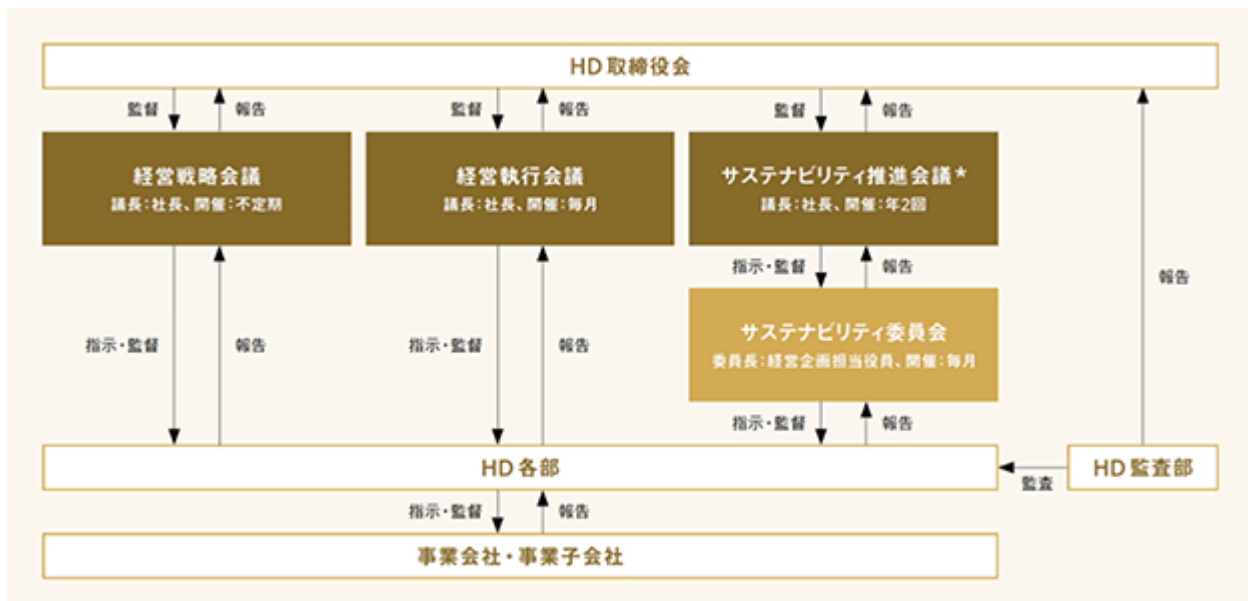 HD 取締役会
監督
報告
監督
報告
監督
報告
経営戦略会議
議長：社長、開催：不定期
経営執行会議
議長：社長、開催：毎月
サステナビリティ推進会議*
議長：社長、開催：年2回
指示・監督
報告
報告
サステナビリティ委員会
委員長：経営企画担当役員、開催：毎月
指示・監督
報告
指示・監督
報告
指示・監督
報告
HD 各部
監査
HD 監査部
指示・監督
報告
事業会社・事業子会社